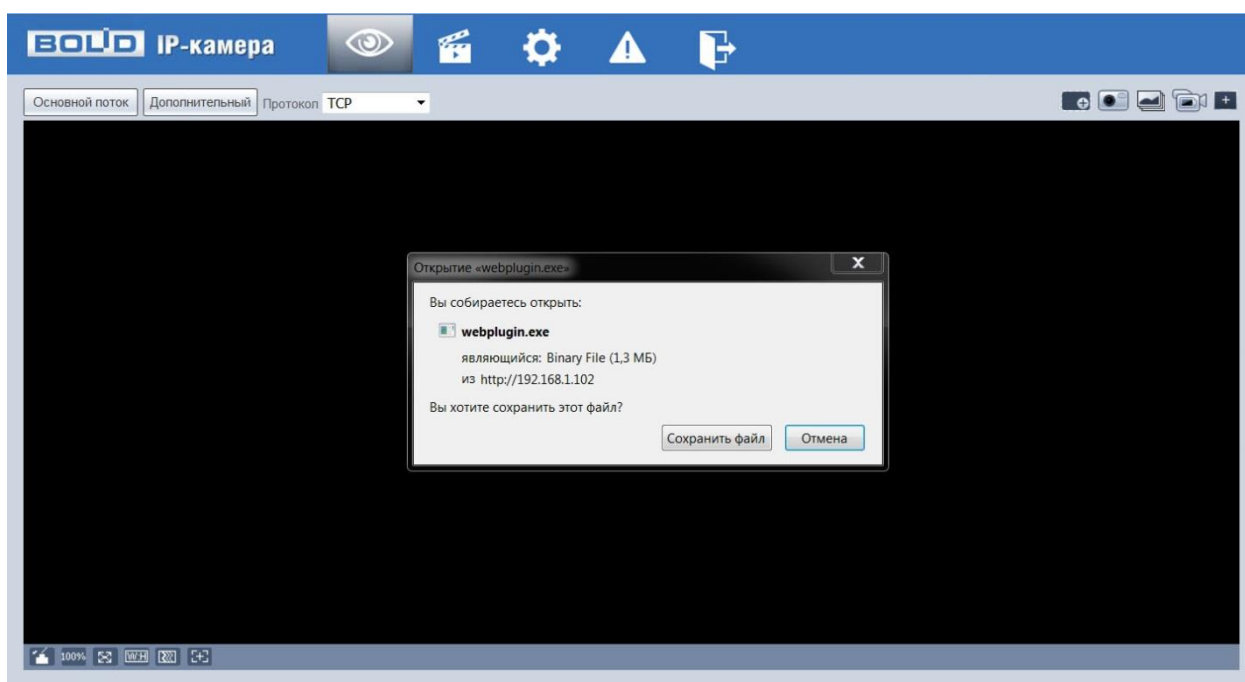 BOLID IP-камера
Основной поток Дополнительный Протокол TCP
Открытие «webplugin.exe»
Вы собираетесь открыть:
webplugin.exe
являющийся: Binary File (1,3 МБ)
из http://192.168.1.102
Вы хотите сохранить этот файл?
Сохранить файл Отмена
100% W:H